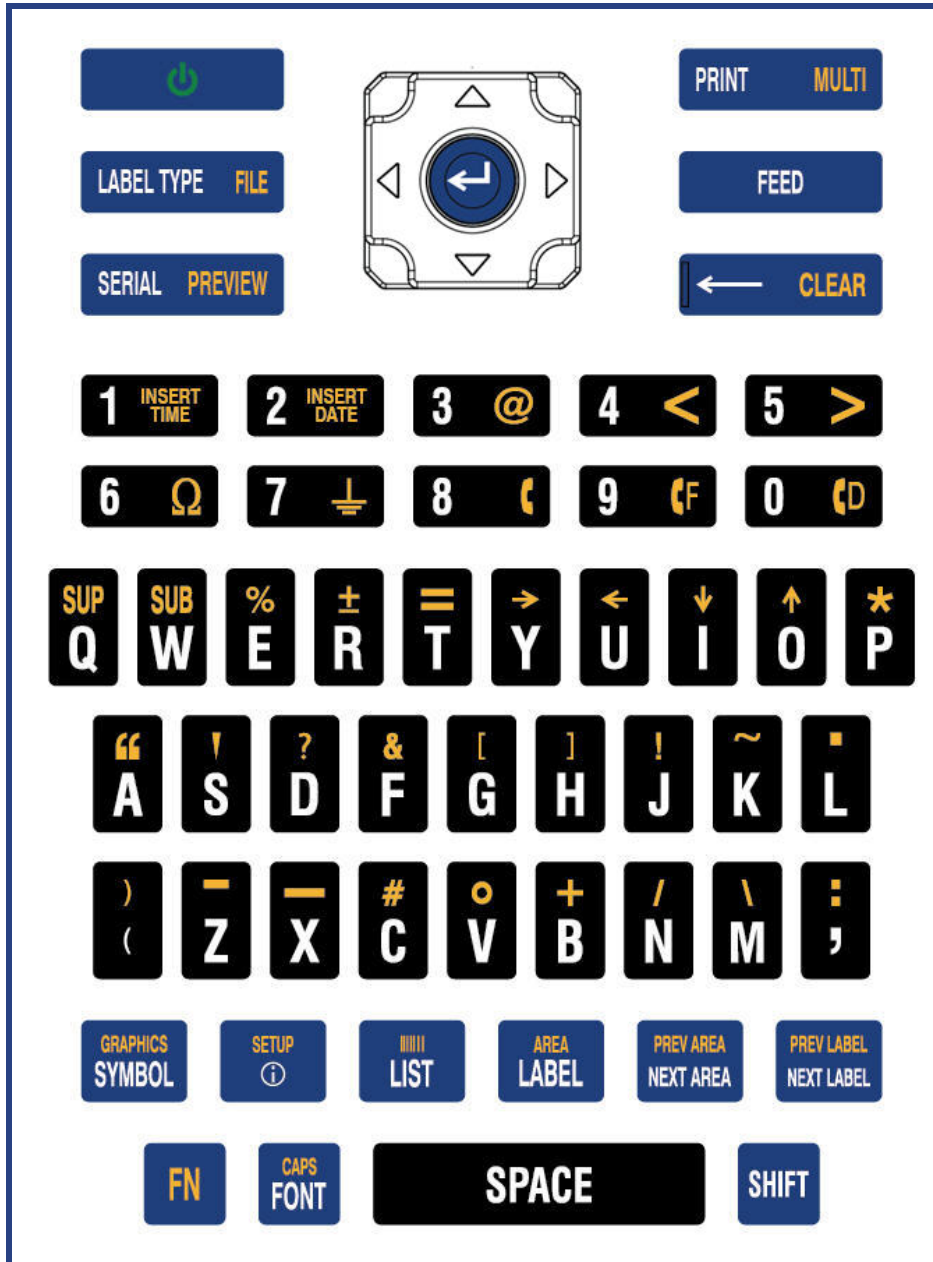 PRINT MULTI
LABEL TYPE FILE
FEED
SERIAL PREVIEW
← CLEAR
1 INSERT TIME 2 INSERT DATE 3 @ 4 < 5 >
6 Ω 7 ⏚ 8 9 F 0 D
SUP SUB % ± = → ← ↓ ↑ *
Q W E R T Y U I O P
“ ' ? & [ ] ! ~ .
A S D F G H J K L
) - — # ° + / \ :
( Z X C V B N M ,
GRAPHICS SETUP AREA PREV AREA PREV LABEL
SYMBOL ⓘ LIST LABEL NEXT AREA NEXT LABEL
CAPS
FN FONT SPACE SHIFT